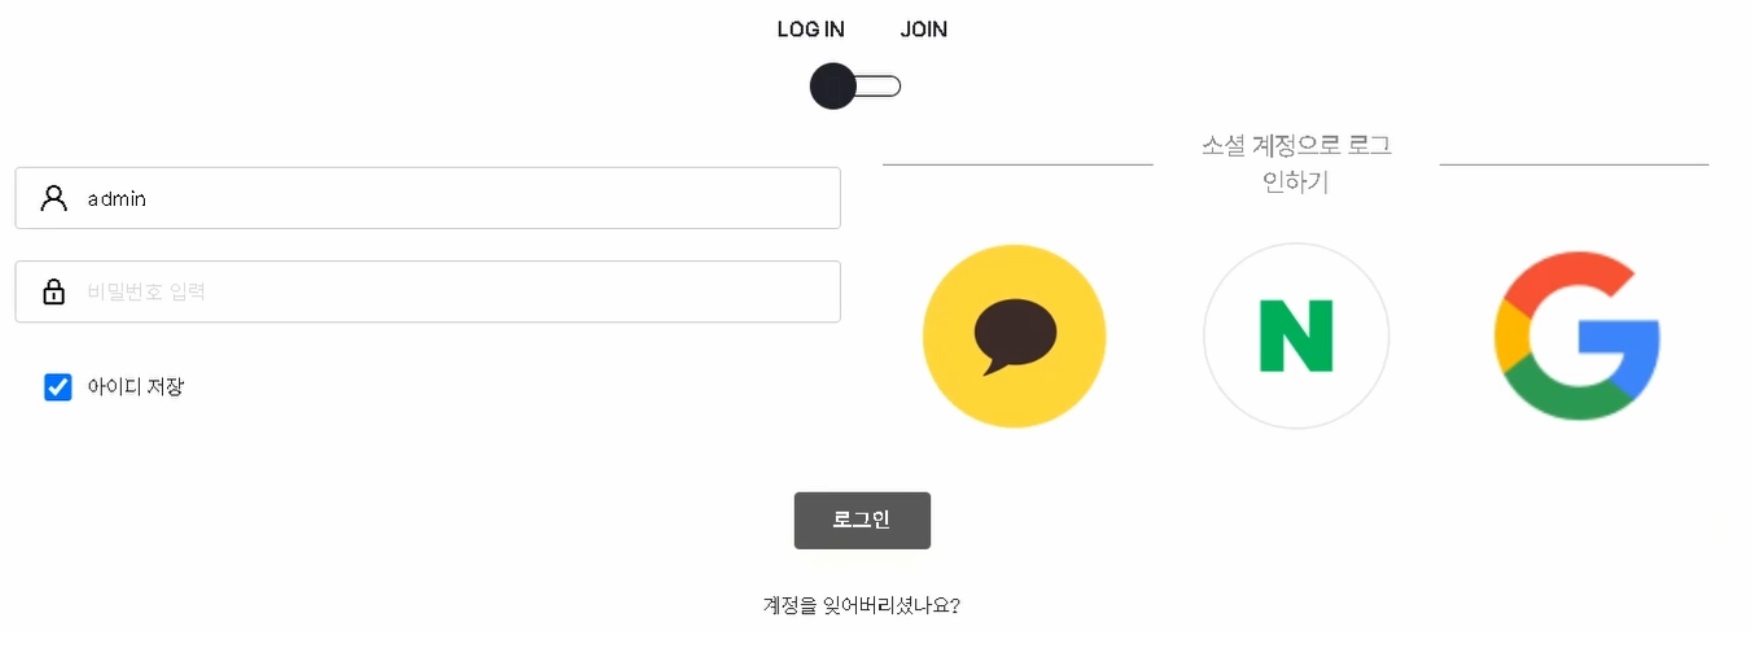 LOG IN JOIN
admin
비밀번호 입력
아이디 저장
소셜 계정으로 로그
인하기
N
G
로그인
계정을 잊어버리셨나요?